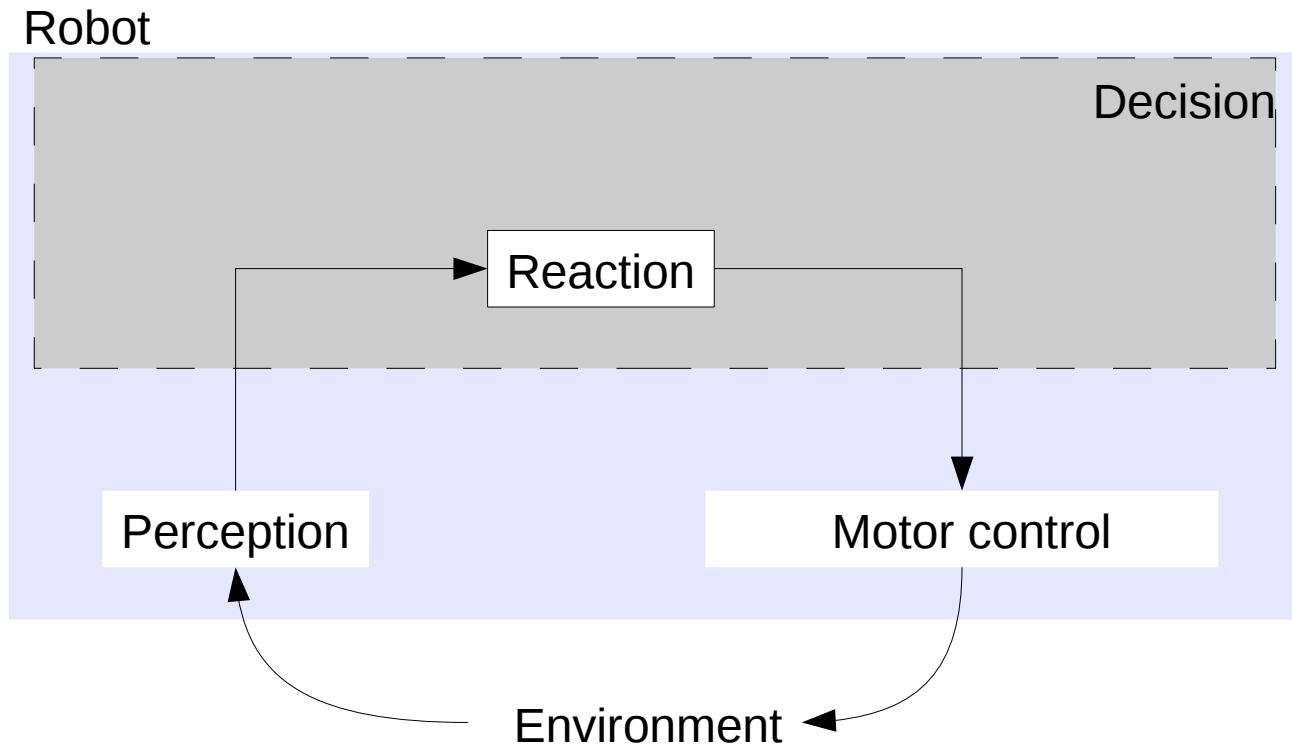 Robot
Decision
Reaction
Perception
Motor control
Environment